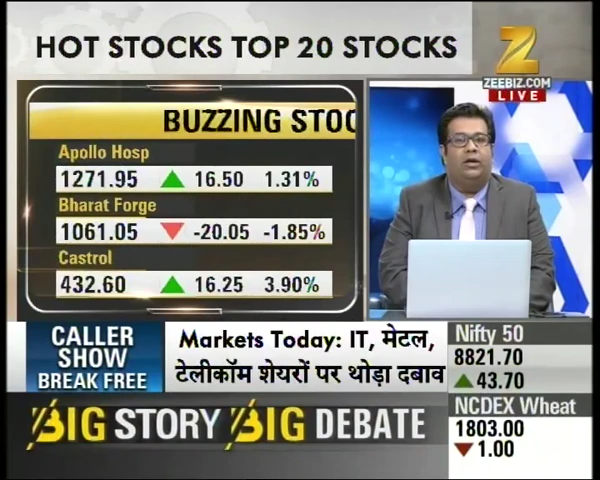 HOT STOCKS TOP 20 STOCKS
Z
ZEEBIZ.COM
LIVE
BUZZING STOC
Apollo Hosp
1271.95 ▲ 16.50 1.31%
Bharat Forge
1061.05 ▼ -20.05 -1.85%
Castrol
432.60 ▲ 16.25 3.90%
CALLER
SHOW
BREAK FREE
Markets Today: IT, मेटल,
टेलीकॉम शेयरों पर थोड़ा दबाव
Nifty 50
8821.70
▲ 43.70
NCDEX Wheat
1803.00
▼ 1.00
BIG STORY BIG DEBATE